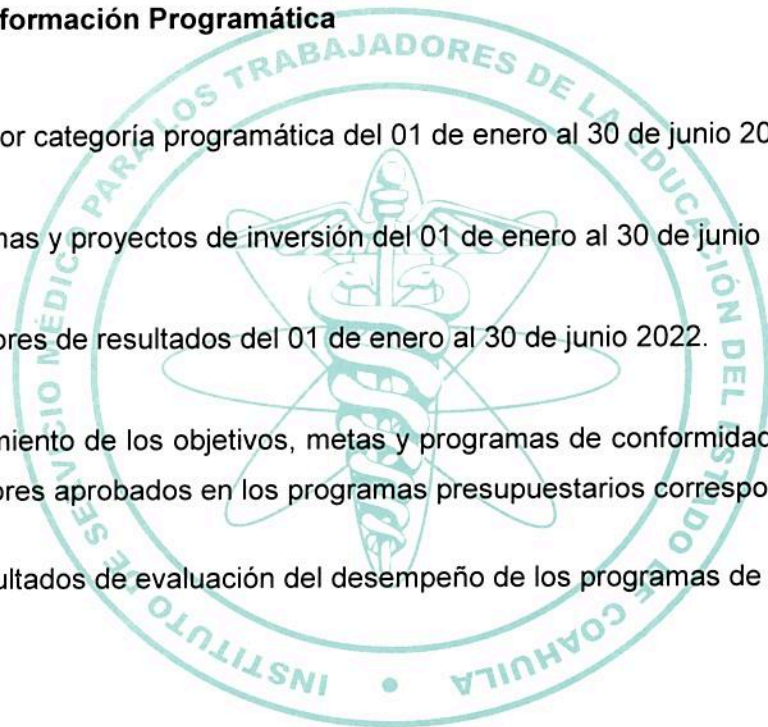 formación Programática
or categoría programática del 01 de enero al 30 de junio 20
nas y proyectos de inversión del 01 de enero al 30 de junio
ores de resultados del 01 de enero al 30 de junio 2022.
miento de los objetivos, metas y programas de conformidad
ores aprobados en los programas presupuestarios correspo
ultados de evaluación del desempeño de los programas de
INSTITUTO DE SERVICIO MÉDICO PARA LOS TRABAJADORES DE LA EDUCACIÓN DEL ESTADO DE COAHUILA